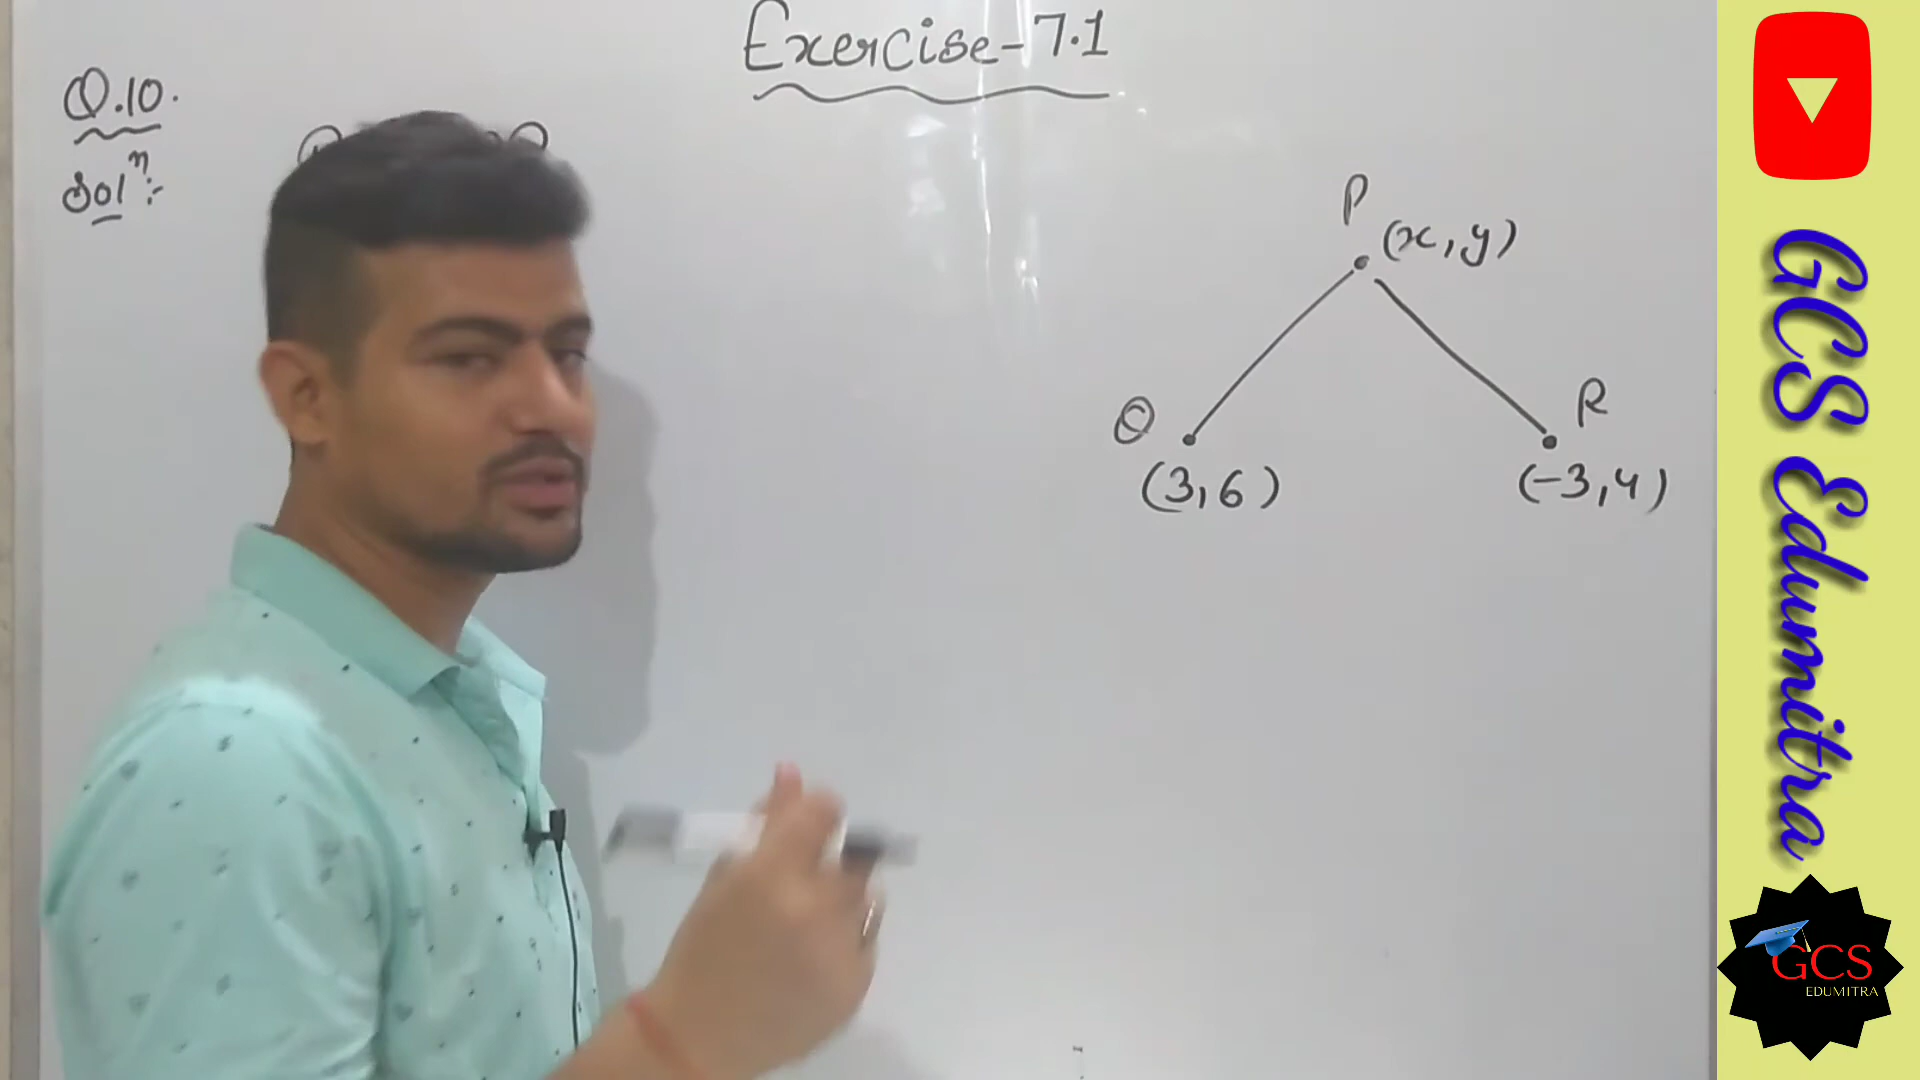 Exercise-7.1
Q.10.
Solⁿ:-
P
(x,y)
Q
(3,6)
R
(-3,4)
GCS Edumitra
GCS
EDUMITRA